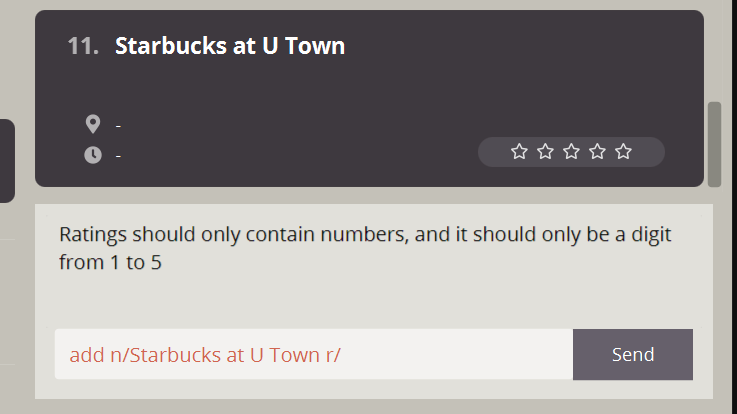 11. Starbucks at U Town
-
-
Ratings should only contain numbers, and it should only be a digit
from 1 to 5
add n/Starbucks at U Town r/
Send